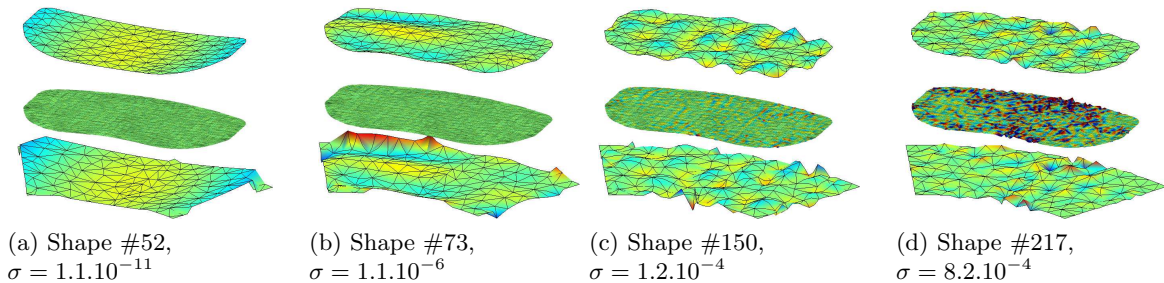 (a) Shape #52,
σ = 1.1.10⁻¹¹
(b) Shape #73,
σ = 1.1.10⁻⁶
(c) Shape #150,
σ = 1.2.10⁻⁴
(d) Shape #217,
σ = 8.2.10⁻⁴